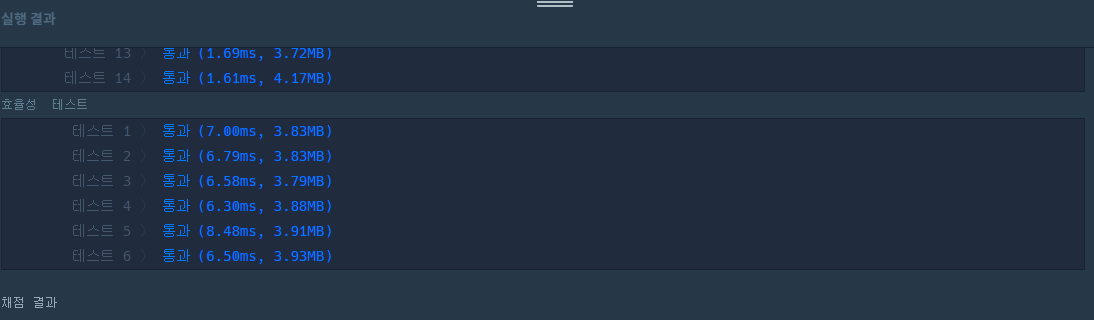 실행 결과
테스트 13 〉 통과 (1.69ms, 3.72MB)
테스트 14 〉 통과 (1.61ms, 4.17MB)
효율성 테스트
테스트 1 〉 통과 (7.00ms, 3.83MB)
테스트 2 〉 통과 (6.79ms, 3.83MB)
테스트 3 〉 통과 (6.58ms, 3.79MB)
테스트 4 〉 통과 (6.30ms, 3.88MB)
테스트 5 〉 통과 (8.48ms, 3.91MB)
테스트 6 〉 통과 (6.50ms, 3.93MB)
채점 결과